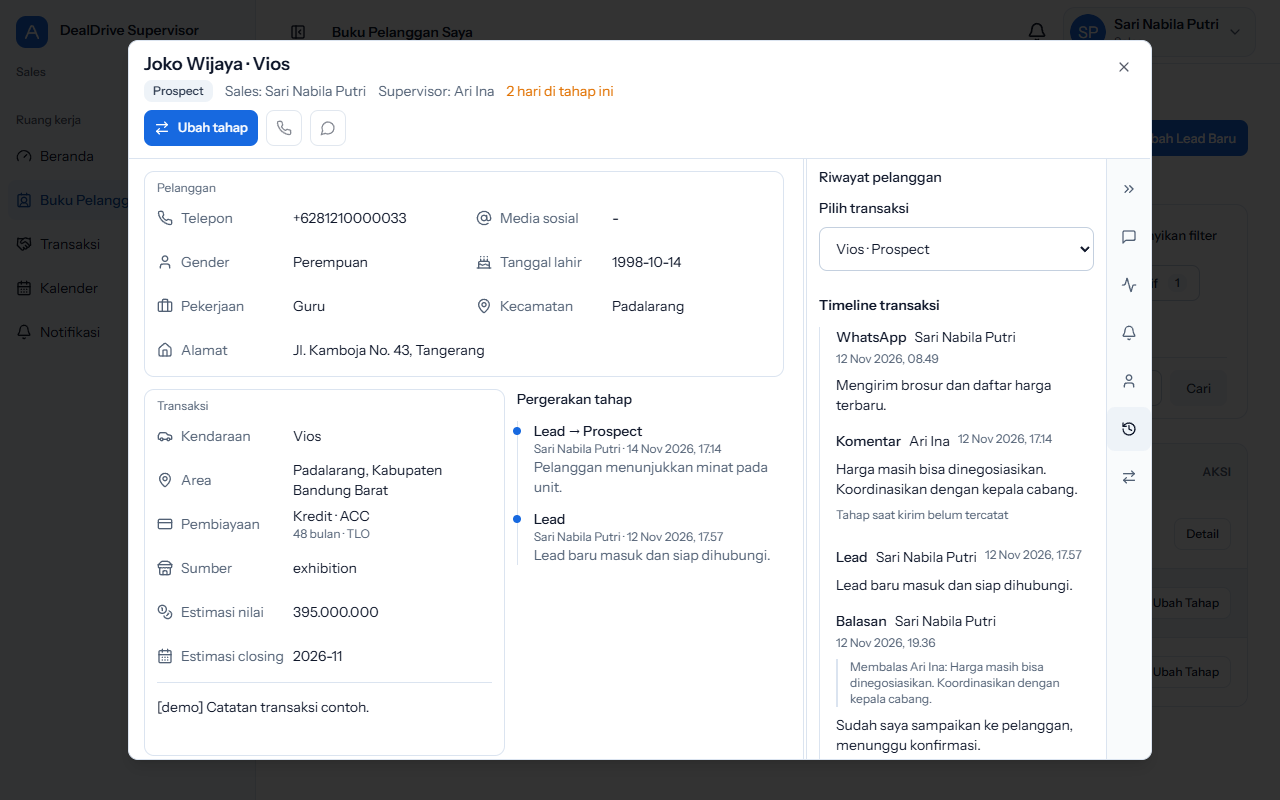 DealDrive Supervisor
Sales
Ruang kerja
Beranda
Buku Pelangg
Transaksi
Kalender
Notifikasi
Buku Pelanggan Saya
SP
Sari Nabila Putri
bah Lead Baru
yikan filter
if 1
Cari
AKSI
Detail
Ubah Tahap
Ubah Tahap
Joko Wijaya · Vios
Prospect Sales: Sari Nabila Putri Supervisor: Ari Ina 2 hari di tahap ini
Ubah tahap
Pelanggan
Telepon +6281210000033 Media sosial -
Gender Perempuan Tanggal lahir 1998-10-14
Pekerjaan Guru Kecamatan Padalarang
Alamat Jl. Kamboja No. 43, Tangerang
Transaksi
Kendaraan Vios
Area Padalarang, Kabupaten
Bandung Barat
Pembiayaan Kredit · ACC
48 bulan · TLO
Sumber exhibition
Estimasi nilai 395.000.000
Estimasi closing 2026-11
[demo] Catatan transaksi contoh.
Pergerakan tahap
Lead → Prospect
Sari Nabila Putri · 14 Nov 2026, 17.14
Pelanggan menunjukkan minat pada
unit.
Lead
Sari Nabila Putri · 12 Nov 2026, 17.57
Lead baru masuk dan siap dihubungi.
Riwayat pelanggan
Pilih transaksi
Vios · Prospect
Timeline transaksi
WhatsApp Sari Nabila Putri
12 Nov 2026, 08.49
Mengirim brosur dan daftar harga
terbaru.
Komentar Ari Ina 12 Nov 2026, 17.14
Harga masih bisa dinegosiasikan.
Koordinasikan dengan kepala cabang.
Tahap saat kirim belum tercatat
Lead Sari Nabila Putri 12 Nov 2026, 17.57
Lead baru masuk dan siap dihubungi.
Balasan Sari Nabila Putri
12 Nov 2026, 19.36
Membalas Ari Ina: Harga masih bisa
dinegosiasikan. Koordinasikan dengan
kepala cabang.
Sudah saya sampaikan ke pelanggan,
menunggu konfirmasi.